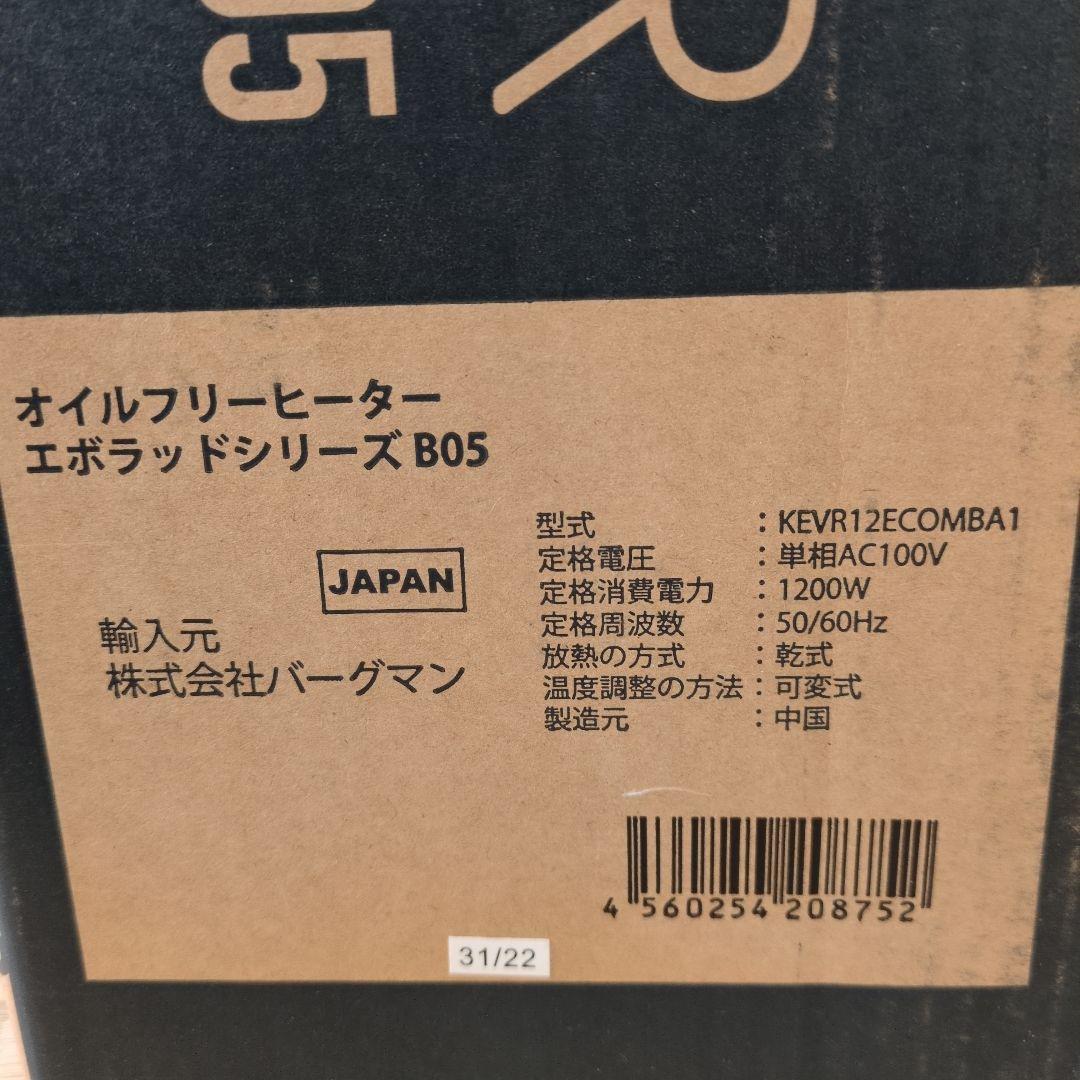 05
R
オイルフリーヒーター
エボラッドシリーズ B05
JAPAN
輸入元
株式会社バーグマン
型式 : KEVR12ECOMBA1
定格電圧 : 単相AC100V
定格消費電力 : 1200W
定格周波数 : 50/60Hz
放熱の方式 : 乾式
温度調整の方法 : 可変式
製造元 : 中国
4 560254 208752
31/22